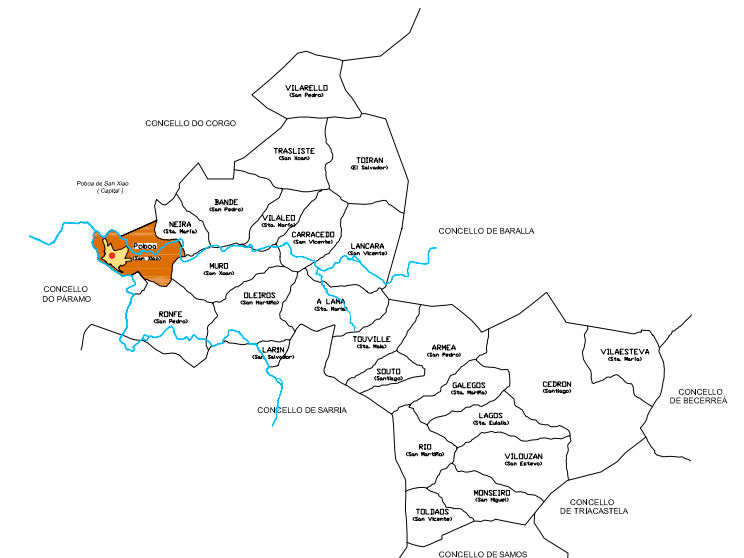 VILARELLO
(San Pedro)
CONCELLO DO CORGO
TRASLISTE
(San Xoan)
TOIRAN
(El Salvador)
Poboa de San Xiao
( Capital )
BANDE
(San Pedro)
NEIRA
(Sta. María)
VILALEO
(Sta. María)
CARRACEDO
(San Vicente)
LANCARA
(San Vicente)
CONCELLO DE BARALLA
Poboa
(San Xiao)
MURO
(San Xoan)
CONCELLO
DO PÁRAMO
OLEIROS
(San Martiño)
A LAMA
(Sta. María)
RONFE
(San Pedro)
LARIN
(San Salvador)
TOUVILLE
(Sta. Maía)
ARMEA
(San Pedro)
VILAESTEVA
(Sta. María)
SOUTO
(Santiago)
GALEGOS
(Sta. Mariña)
CEDRON
(Santiago)
CONCELLO
DE BECERREÁ
CONCELLO DE SARRIA
LAGOS
(Sta. Eulalia)
RIO
(San Martiño)
VILOUZAN
(San Estevo)
MONSEIRO
(San Miguel)
TOLDAOS
(San Vicente)
CONCELLO
DE TRIACASTELA
CONCELLO DE SAMOS